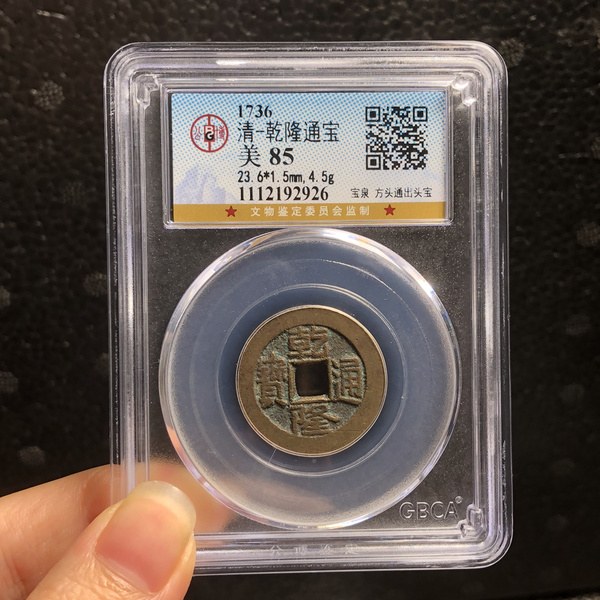 1736
清-乾隆通宝
美 85
23.6*1.5mm, 4.5g
1112192926
宝泉 方头通出头宝
★ 文物鉴定委员会监制 ★
乾
寶 通
隆
GBCA®